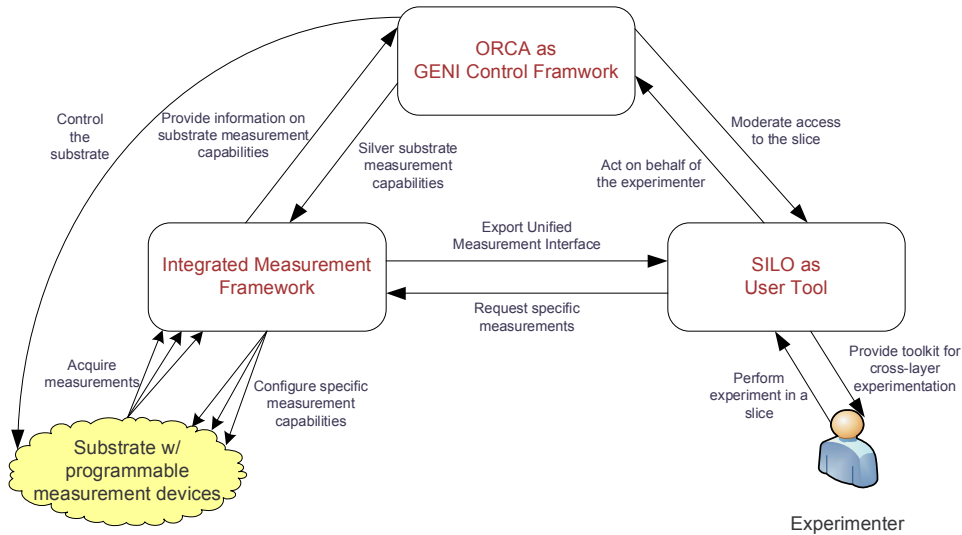 ORCA as
GENI Control Framwork
Control
the
substrate
Provide information on
substrate measurement
capabilities
Silver substrate
measurement
capabilities
Moderate access
to the slice
Act on behalf of
the experimenter
Integrated Measurement
Framework
Export Unified
Measurement Interface
Request specific
measurements
SILO as
User Tool
Acquire
measurements
Configure specific
measurement
capabilities
Perform
experiment in a
slice
Provide toolkit for
cross-layer
experimentation
Substrate w/
programmable
measurement devices
Experimenter